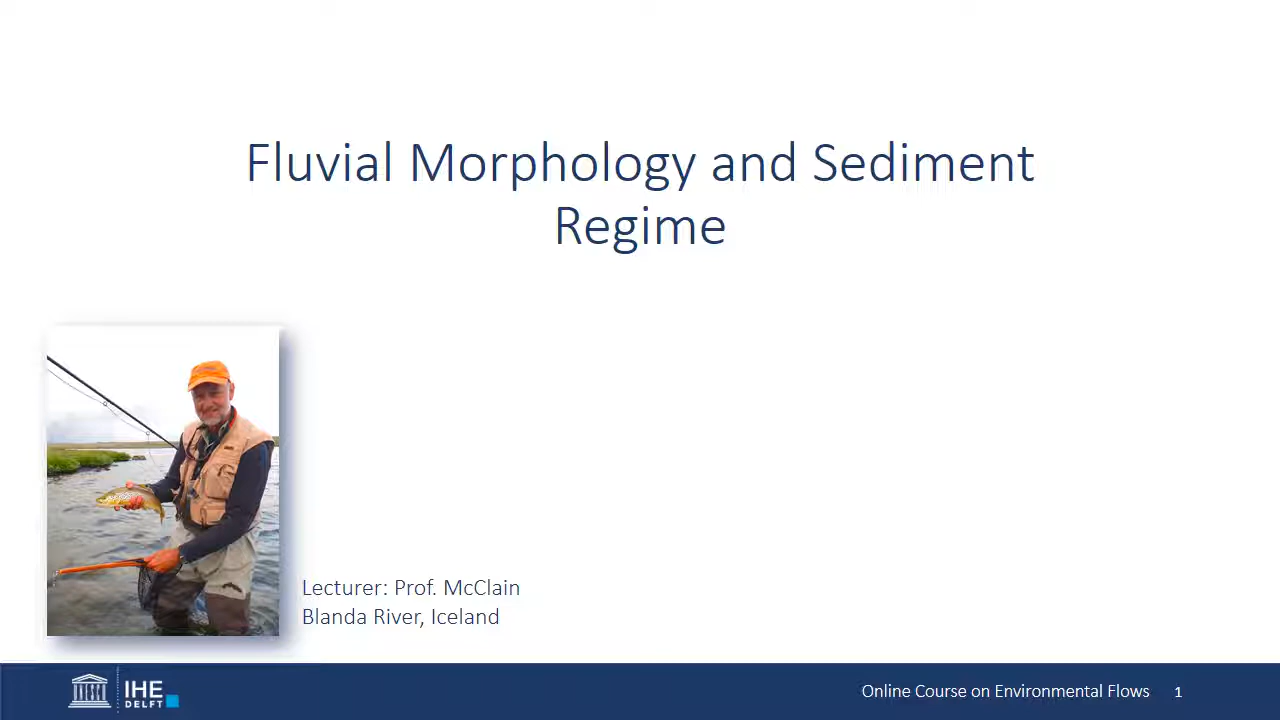 Fluvial Morphology and Sediment
Regime
Lecturer: Prof. McClain
Blanda River, Iceland
IHE
DELFT
Online Course on Environmental Flows 1